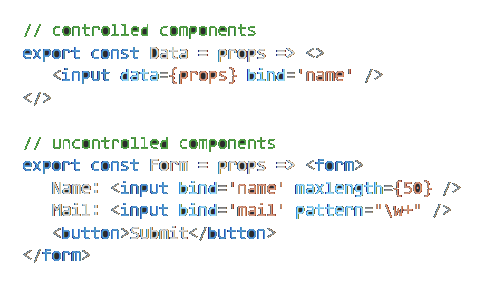 // controlled components
export const Data = props => <>
<input data={props} bind='name' />
</>
// uncontrolled components
export const Form = props => <form>
Name: <input bind='name' maxlength={50} />
Mail: <input bind='mail' pattern="\w+" />
<button>Submit</button>
</form>